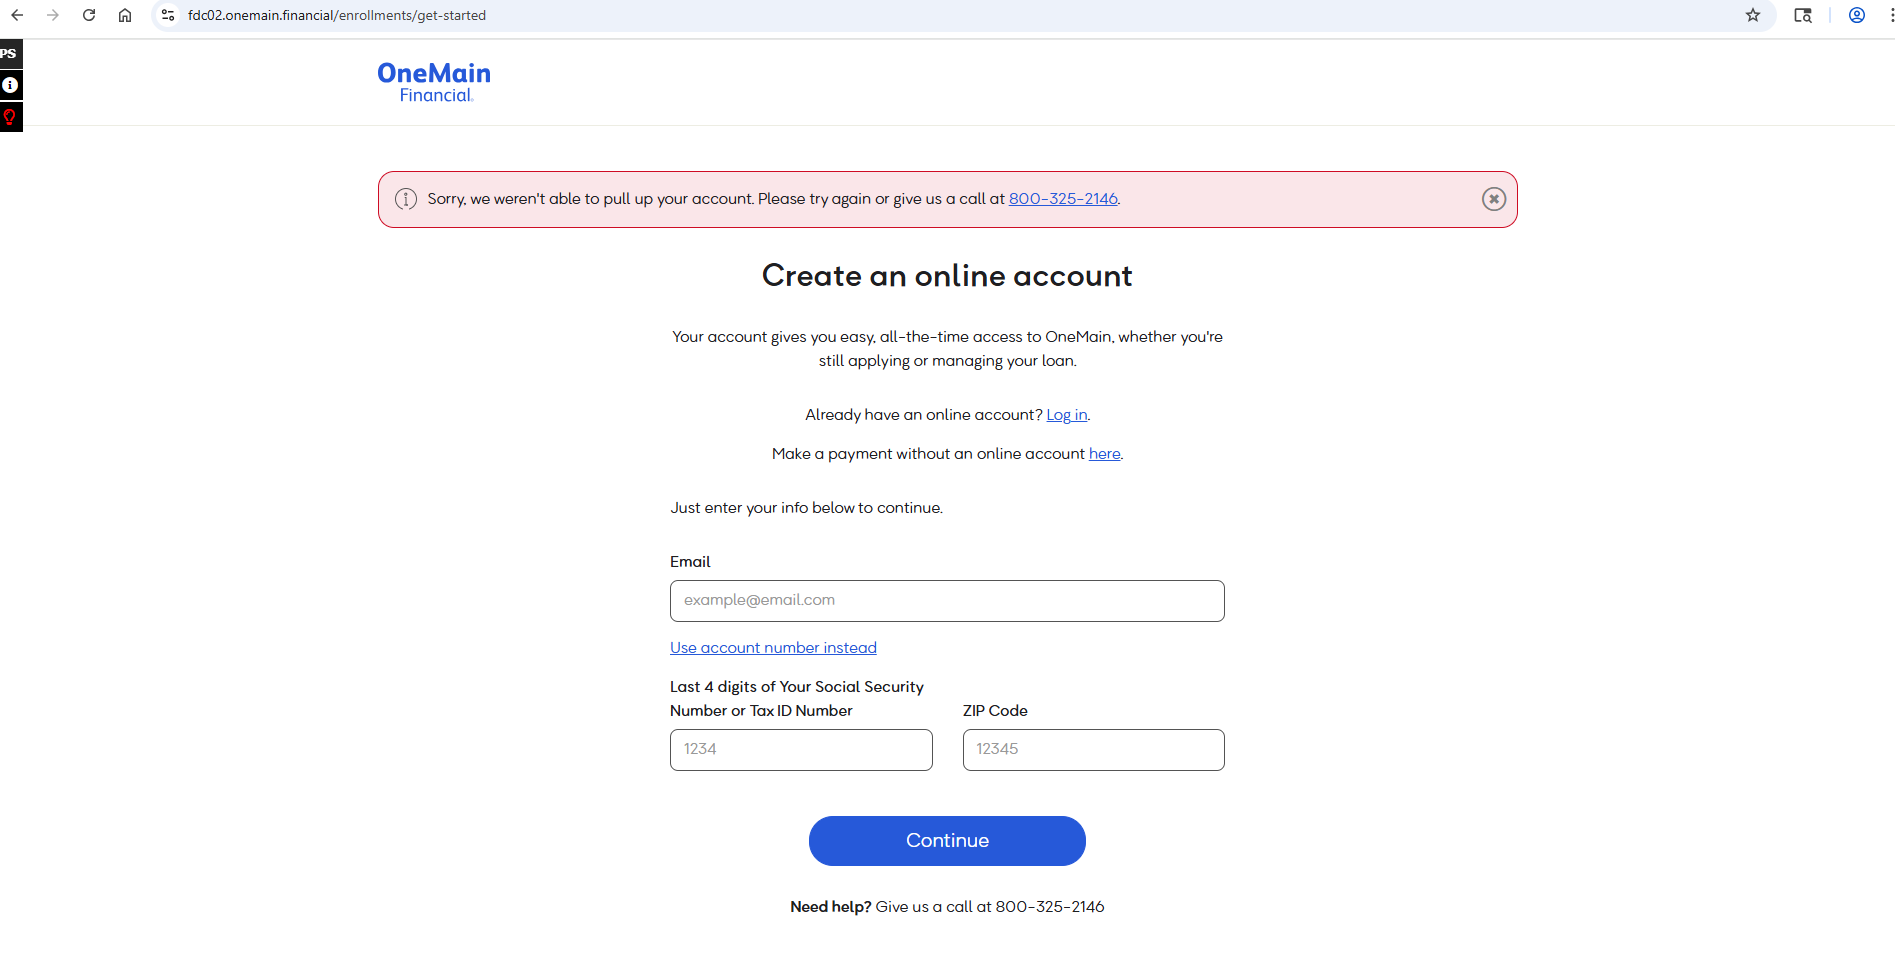 fdc02.onemain.financial/enrollments/get-started
PS
OneMain
Financial.
Sorry, we weren't able to pull up your account. Please try again or give us a call at 800-325-2146.
Create an online account
Your account gives you easy, all-the-time access to OneMain, whether you're
still applying or managing your loan.
Already have an online account? Log in.
Make a payment without an online account here.
Just enter your info below to continue.
Email
example@email.com
Use account number instead
Last 4 digits of Your Social Security
Number or Tax ID Number
ZIP Code
1234
12345
Continue
Need help? Give us a call at 800-325-2146